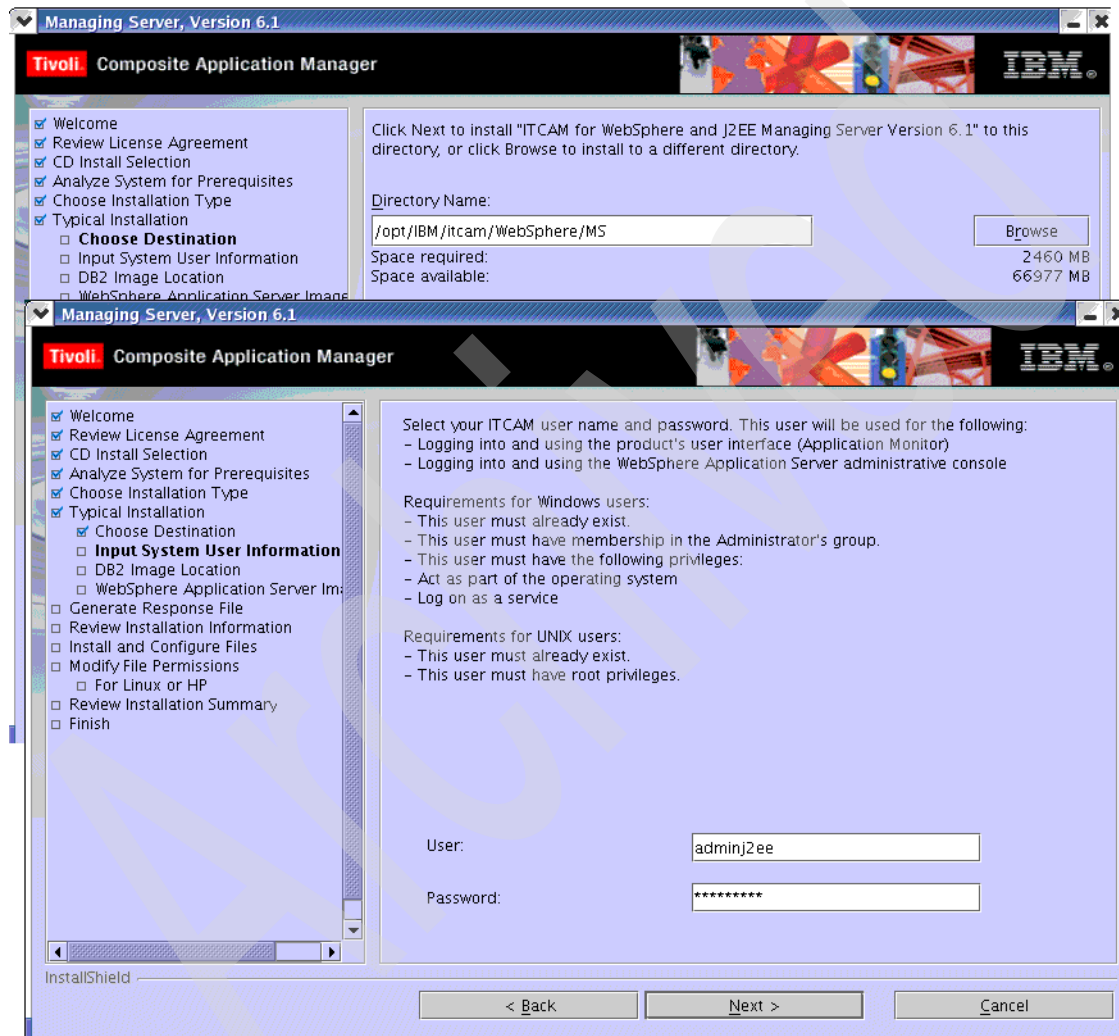 Managing Server, Version 6.1
Tivoli. Composite Application Manager
IBM®
Welcome
Review License Agreement
CD Install Selection
Analyze System for Prerequisites
Choose Installation Type
Typical Installation
Choose Destination
Input System User Information
DB2 Image Location
WebSphere Application Server Image
Click Next to install "ITCAM for WebSphere and J2EE Managing Server Version 6.1" to this
directory, or click Browse to install to a different directory.
Directory Name:
/opt/IBM/itcam/WebSphere/MS
Browse
Space required: 2460 MB
Space available: 66977 MB
Managing Server, Version 6.1
Tivoli. Composite Application Manager
IBM®
Welcome
Review License Agreement
CD Install Selection
Analyze System for Prerequisites
Choose Installation Type
Typical Installation
Choose Destination
Input System User Information
DB2 Image Location
WebSphere Application Server Ima
Generate Response File
Review Installation Information
Install and Configure Files
Modify File Permissions
For Linux or HP
Review Installation Summary
Finish
Select your ITCAM user name and password. This user will be used for the following:
- Logging into and using the product's user interface (Application Monitor)
- Logging into and using the WebSphere Application Server administrative console
Requirements for Windows users:
- This user must already exist.
- This user must have membership in the Administrator's group.
- This user must have the following privileges:
- Act as part of the operating system
- Log on as a service
Requirements for UNIX users:
- This user must already exist.
- This user must have root privileges.
User: adminj2ee
Password: *********
InstallShield
< Back
Next >
Cancel